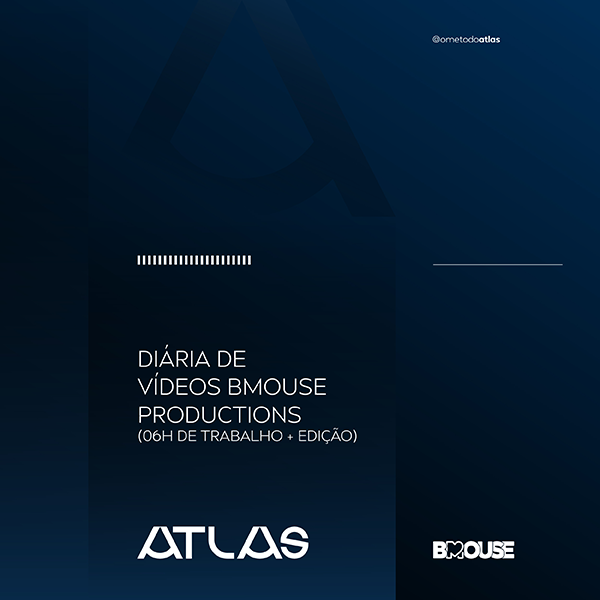 @ometodoatlas
DIÁRIA DE
VÍDEOS BMOUSE
PRODUCTIONS
(06H DE TRABALHO + EDIÇÃO)
ATLAS
BMOUSE